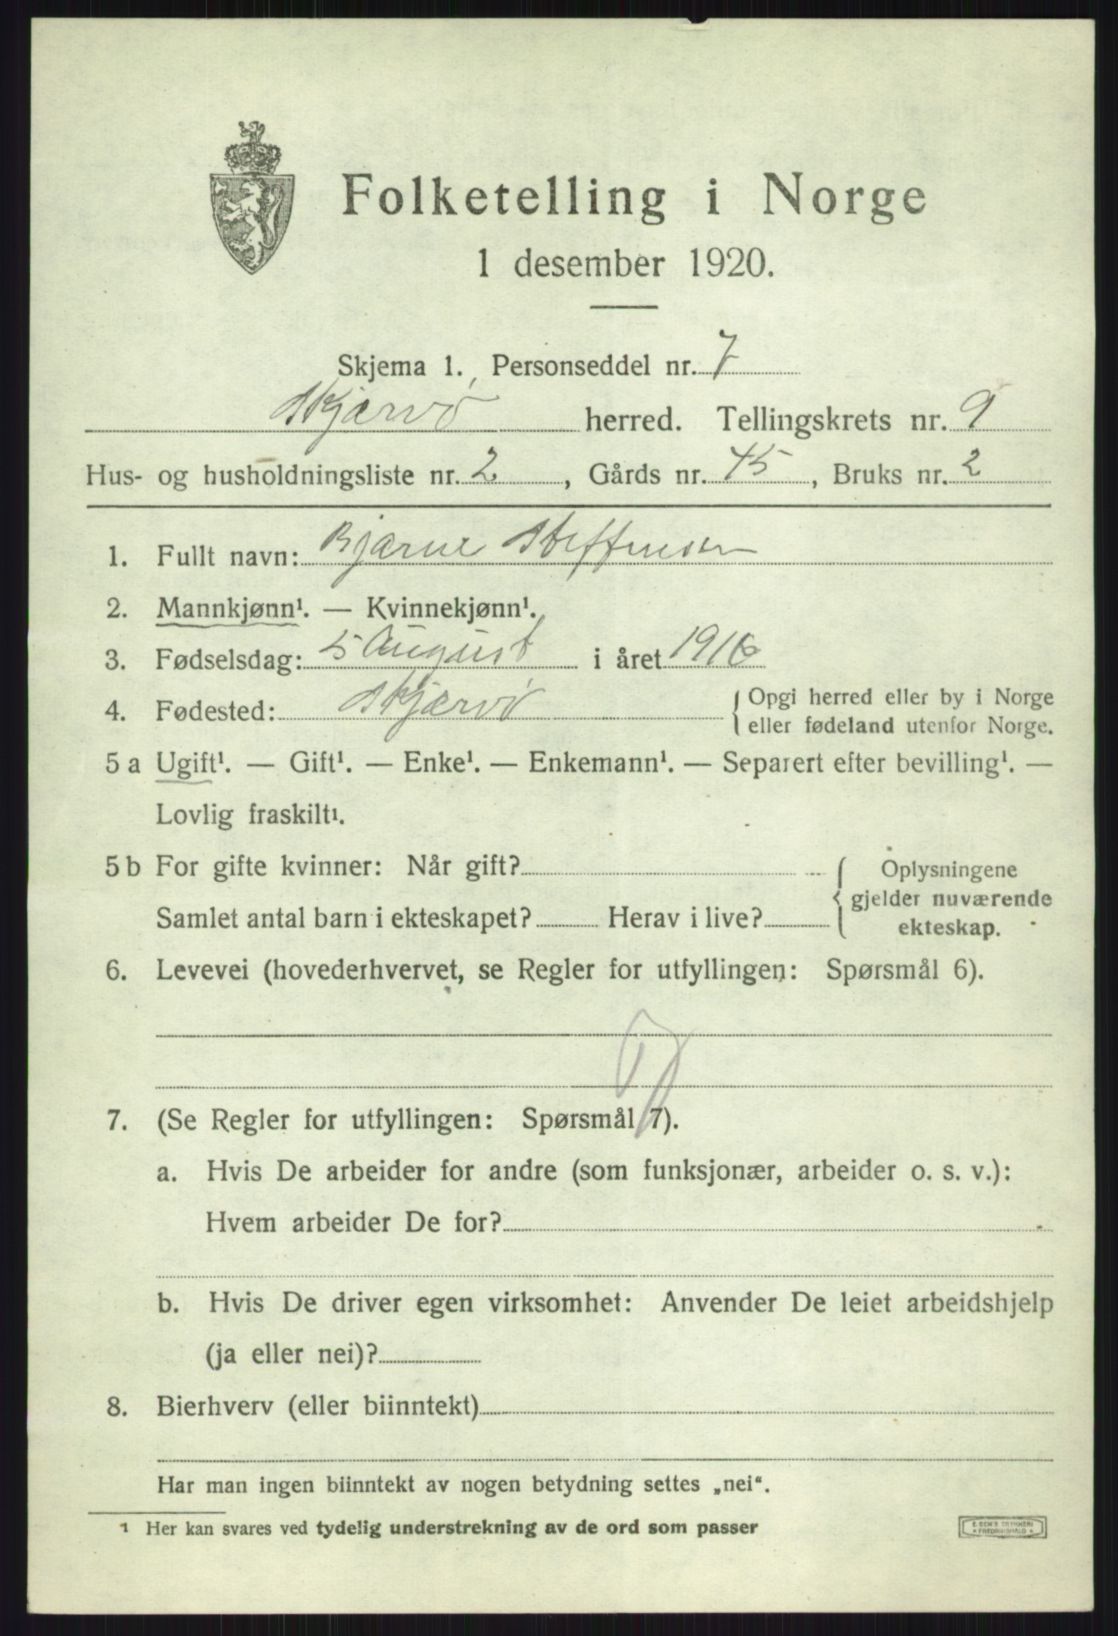 Folketelling i Norge
1 desember 1920.
Skjema 1. Personseddel nr. 7
Skjærvø herred. Tellingskrets nr. 9
Hus- og husholdningsliste nr. 2, Gårds nr. 45, Bruks nr. 2
1. Fullt navn: Bjarne Steffensen
2. Mannkjønn¹. — Kvinnekjønn¹.
3. Fødselsdag: 5 August i året 1916
4. Fødested: Skjærvø { Opgi herred eller by i Norge
eller fødeland utenfor Norge.
5 a Ugift¹. — Gift¹. — Enke¹. — Enkemann¹. — Separert efter bevilling¹. —
Lovlig fraskilt¹.
5 b For gifte kvinner: Når gift? { Oplysningene
gjelder nuværende
Samlet antal barn i ekteskapet? Herav i live?
ekteskap.
6. Levevei (hovederhvervet, se Regler for utfyllingen: Spørsmål 6).
7. (Se Regler for utfyllingen: Spørsmål 7).
a. Hvis De arbeider for andre (som funksjonær, arbeider o. s. v.):
Hvem arbeider De for?
b. Hvis De driver egen virksomhet: Anvender De leiet arbeidshjelp
(ja eller nei)?
8. Bierhverv (eller biinntekt)
Har man ingen biinntekt av nogen betydning settes „nei“.
¹ Her kan svares ved tydelig understrekning av de ord som passer
E. SEM'S TRYKKERI
FREDRIKSHALD